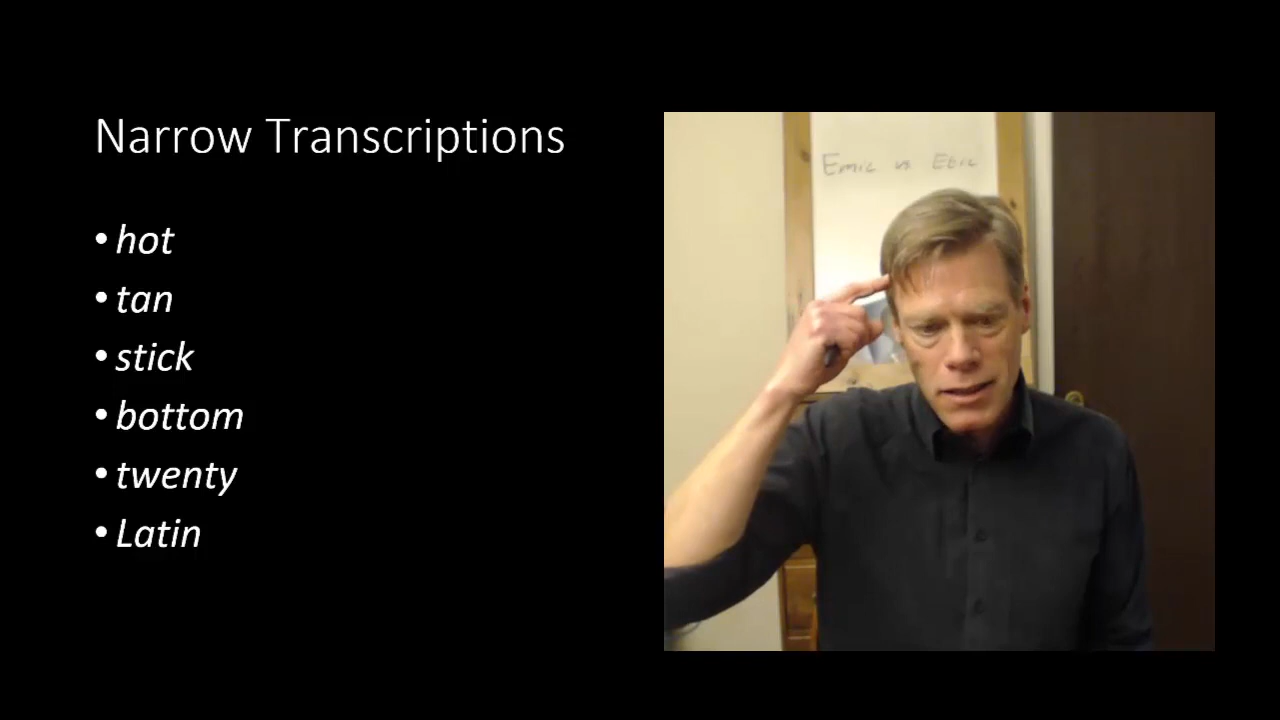 Narrow Transcriptions
• hot
• tan
• stick
• bottom
• twenty
• Latin
EMIC vs. ETIC